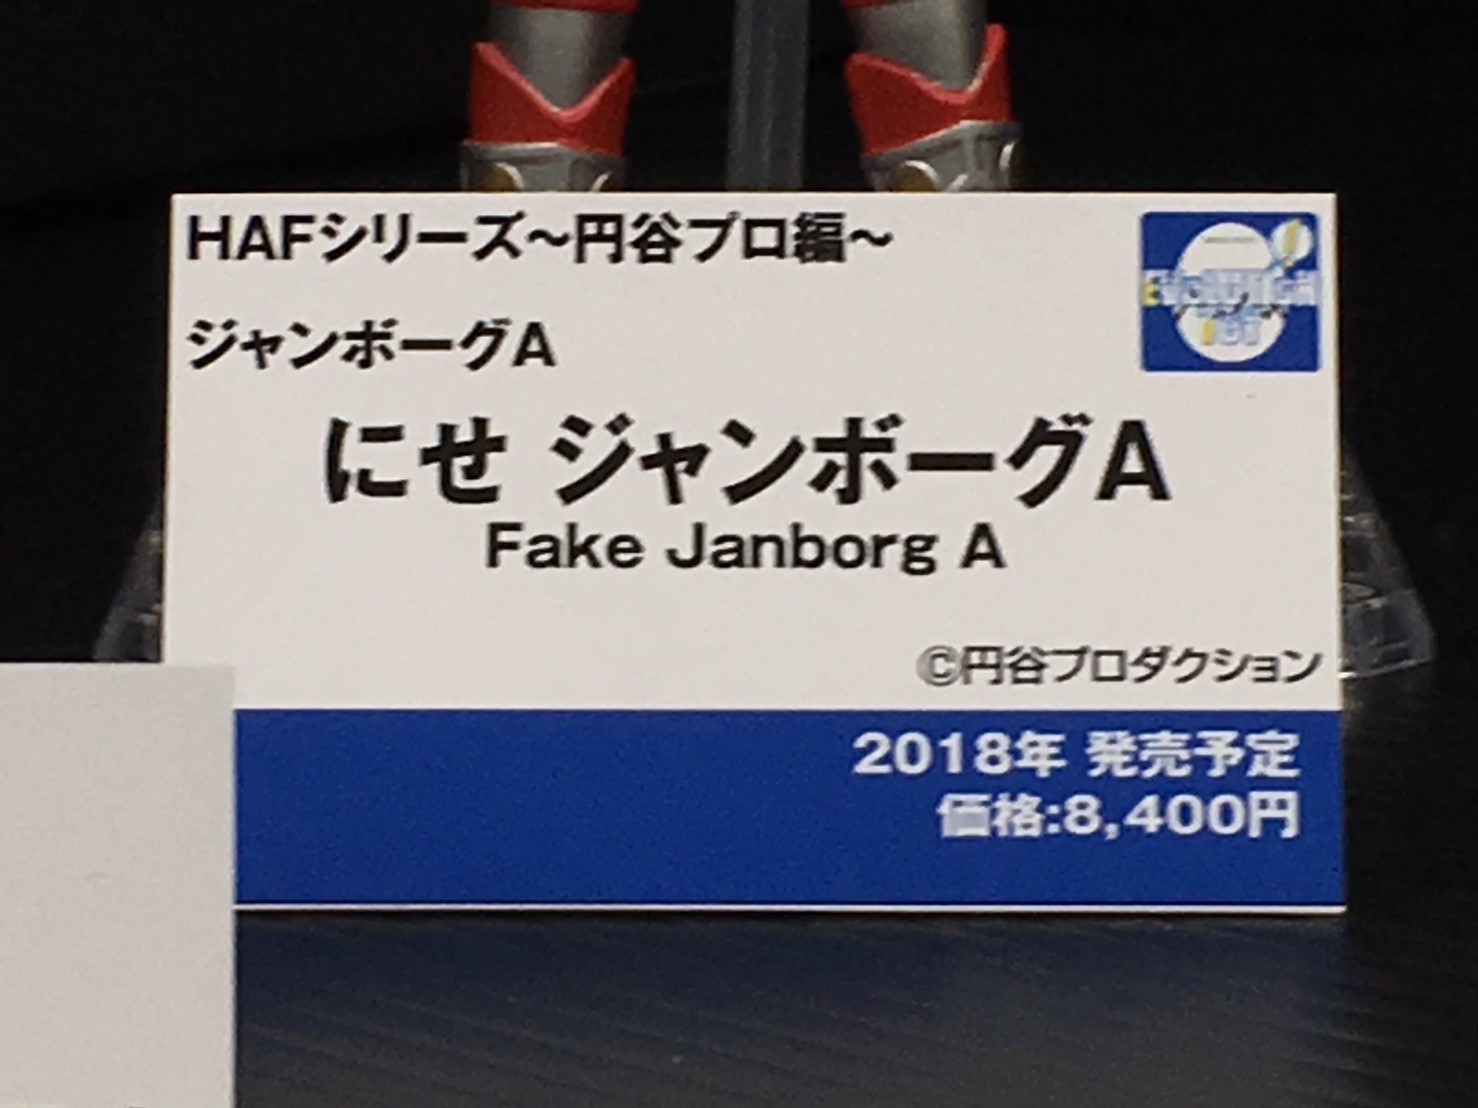 HAFシリーズ～円谷プロ編～
ジャンボーグA
にせ ジャンボーグA
Fake Janborg A
©円谷プロダクション
2018年 発売予定
価格:8,400円